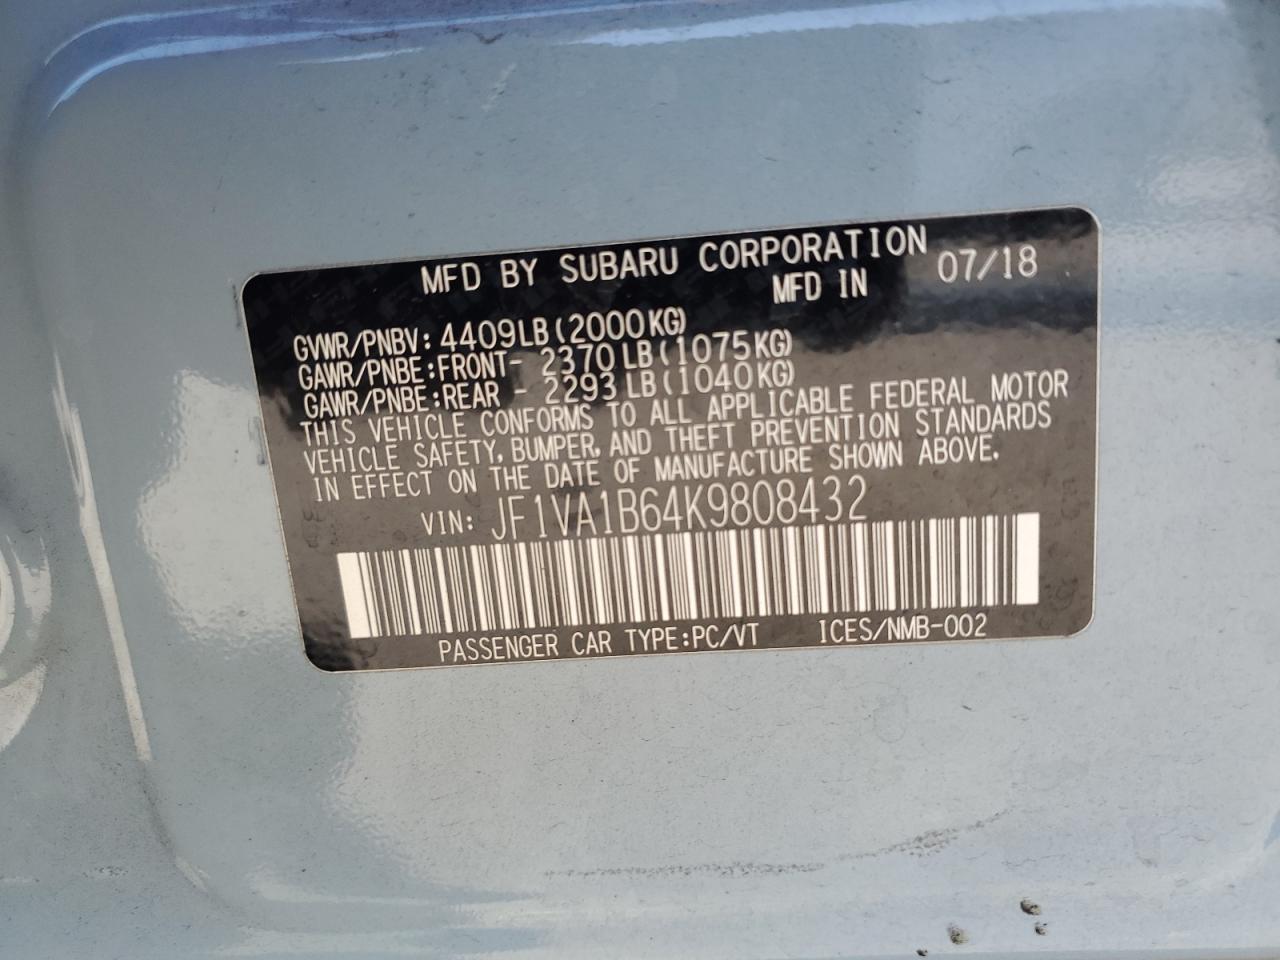 MFD BY SUBARU CORPORATION 07/18
MFD IN
GVWR/PNBV: 4409LB(2000KG)
GAWR/PNBE:FRONT- 2370LB(1075KG)
GAWR/PNBE:REAR - 2293LB(1040KG)
THIS VEHICLE CONFORMS TO ALL APPLICABLE FEDERAL MOTOR
VEHICLE SAFETY, BUMPER, AND THEFT PREVENTION STANDARDS
IN EFFECT ON THE DATE OF MANUFACTURE SHOWN ABOVE.
VIN: JF1VA1B64K9808432
PASSENGER CAR TYPE:PC/VT ICES/NMB-002